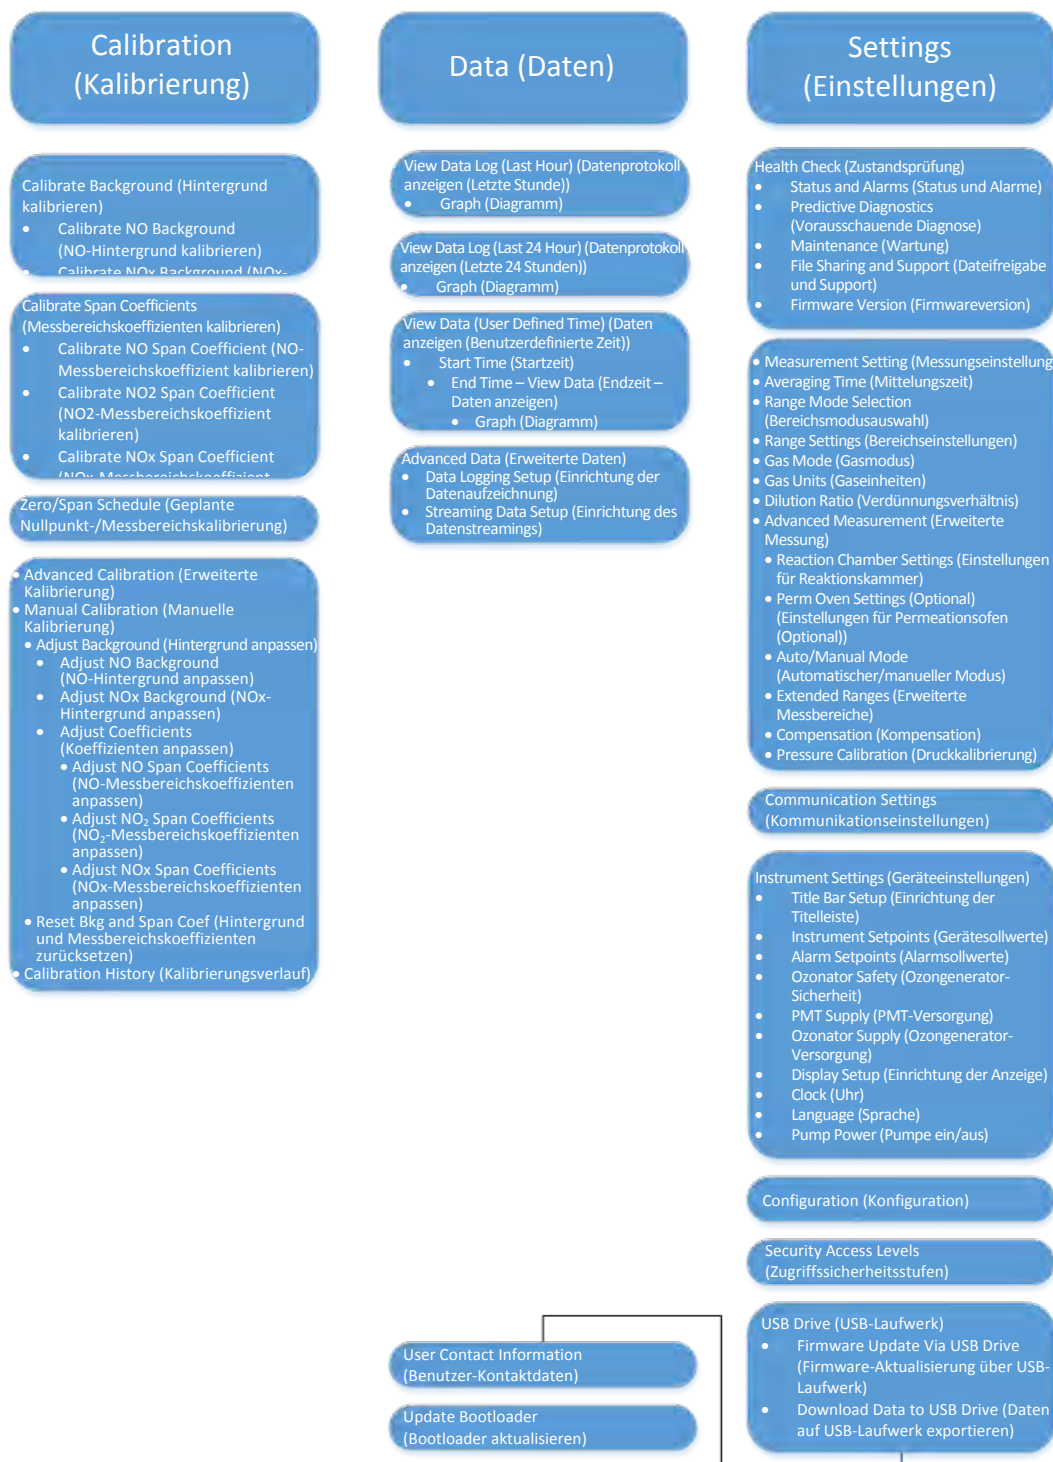 Calibration
(Kalibrierung)
Calibrate Background (Hintergrund
kalibrieren)
• Calibrate NO Background
(NO-Hintergrund kalibrieren)
• Calibrate NOx Background (NOx-
Calibrate Span Coefficients
(Messbereichskoeffizienten kalibrieren)
• Calibrate NO Span Coefficient (NO-
Messbereichskoeffizient kalibrieren)
• Calibrate NO2 Span Coefficient
(NO2-Messbereichskoeffizient
kalibrieren)
• Calibrate NOx Span Coefficient
(NOx-Messbereichskoeffizient
Zero/Span Schedule (Geplante
Nullpunkt-/Messbereichskalibrierung)
• Advanced Calibration (Erweiterte
Kalibrierung)
• Manual Calibration (Manuelle
Kalibrierung)
• Adjust Background (Hintergrund anpassen)
• Adjust NO Background
(NO-Hintergrund anpassen)
• Adjust NOx Background (NOx-
Hintergrund anpassen)
• Adjust Coefficients
(Koeffizienten anpassen)
• Adjust NO Span Coefficients
(NO-Messbereichskoeffizienten
anpassen)
• Adjust NO₂ Span Coefficients
(NO₂-Messbereichskoeffizienten
anpassen)
• Adjust NOx Span Coefficients
(NOx-Messbereichskoeffizienten
anpassen)
• Reset Bkg and Span Coef (Hintergrund
und Messbereichskoeffizienten
zurücksetzen)
• Calibration History (Kalibrierungsverlauf)
Data (Daten)
View Data Log (Last Hour) (Datenprotokoll
anzeigen (Letzte Stunde))
• Graph (Diagramm)
View Data Log (Last 24 Hour) (Datenprotokoll
anzeigen (Letzte 24 Stunden))
• Graph (Diagramm)
View Data (User Defined Time) (Daten
anzeigen (Benutzerdefinierte Zeit))
• Start Time (Startzeit)
• End Time – View Data (Endzeit –
Daten anzeigen)
• Graph (Diagramm)
Advanced Data (Erweiterte Daten)
• Data Logging Setup (Einrichtung der
Datenaufzeichnung)
• Streaming Data Setup (Einrichtung des
Datenstreamings)
User Contact Information
(Benutzer-Kontaktdaten)
Update Bootloader
(Bootloader aktualisieren)
Settings
(Einstellungen)
Health Check (Zustandsprüfung)
• Status and Alarms (Status und Alarme)
• Predictive Diagnostics
(Vorausschauende Diagnose)
• Maintenance (Wartung)
• File Sharing and Support (Dateifreigabe
und Support)
• Firmware Version (Firmwareversion)
• Measurement Setting (Messungseinstellung
• Averaging Time (Mittelungszeit)
• Range Mode Selection
(Bereichsmodusauswahl)
• Range Settings (Bereichseinstellungen)
• Gas Mode (Gasmodus)
• Gas Units (Gaseinheiten)
• Dilution Ratio (Verdünnungsverhältnis)
• Advanced Measurement (Erweiterte
Messung)
• Reaction Chamber Settings (Einstellungen
für Reaktionskammer)
• Perm Oven Settings (Optional)
(Einstellungen für Permeationsofen
(Optional))
• Auto/Manual Mode
(Automatischer/manueller Modus)
• Extended Ranges (Erweiterte
Messbereiche)
• Compensation (Kompensation)
• Pressure Calibration (Druckkalibrierung)
Communication Settings
(Kommunikationseinstellungen)
Instrument Settings (Geräteeinstellungen)
• Title Bar Setup (Einrichtung der
Titelleiste)
• Instrument Setpoints (Gerätesollwerte)
• Alarm Setpoints (Alarmsollwerte)
• Ozonator Safety (Ozongenerator-
Sicherheit)
• PMT Supply (PMT-Versorgung)
• Ozonator Supply (Ozongenerator-
Versorgung)
• Display Setup (Einrichtung der Anzeige)
• Clock (Uhr)
• Language (Sprache)
• Pump Power (Pumpe ein/aus)
Configuration (Konfiguration)
Security Access Levels
(Zugriffssicherheitsstufen)
USB Drive (USB-Laufwerk)
• Firmware Update Via USB Drive
(Firmware-Aktualisierung über USB-
Laufwerk)
• Download Data to USB Drive (Daten
auf USB-Laufwerk exportieren)